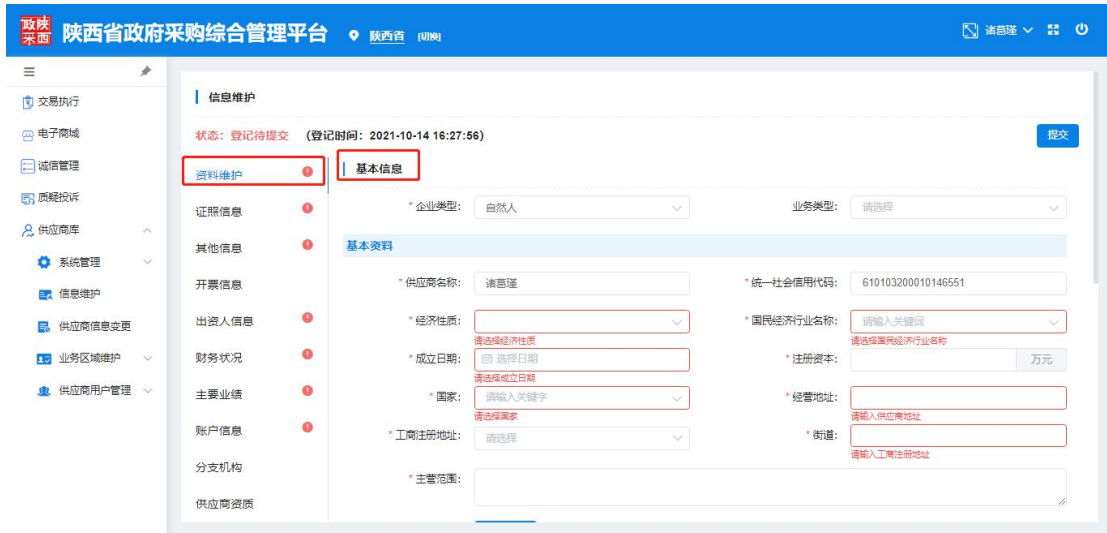 政陕
采西 陕西省政府采购综合管理平台 陕西省 [切换] 诸葛瑾
交易执行
电子商城
诚信管理
质疑投诉
供应商库
系统管理
信息维护
供应商信息变更
业务区域维护
供应商用户管理
信息维护
状态：登记待提交 （登记时间：2021-10-14 16:27:56） 提交
资料维护
证照信息
其他信息
开票信息
出资人信息
财务状况
主要业绩
账户信息
分支机构
供应商资质
基本信息
* 企业类型： 自然人 业务类型： 请选择
基本资料
* 供应商名称： 诸葛瑾 * 统一社会信用代码： 610103200010146551
* 经济性质： * 国民经济行业名称： 请输入关键词
请选择经济性质 请选择国民经济行业名称
* 成立日期： 选择日期 * 注册资本： 万元
请选择成立日期
* 国家： 请输入关键字 * 经营地址：
请选择国家 请输入供应商地址
* 工商注册地址： 请选择 * 街道：
请输入工商注册地址
* 主营范围：